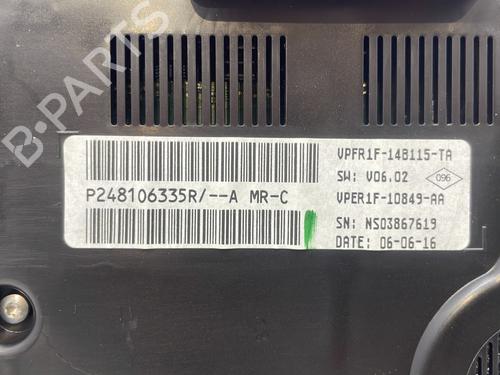 B-PARTS
VPFR1F-14B115-TA
SW: V06.02
096
P248106335R/--A MR-C
VPER1F-10849-AA
SN: NS03867619
DATE: 06-06-16